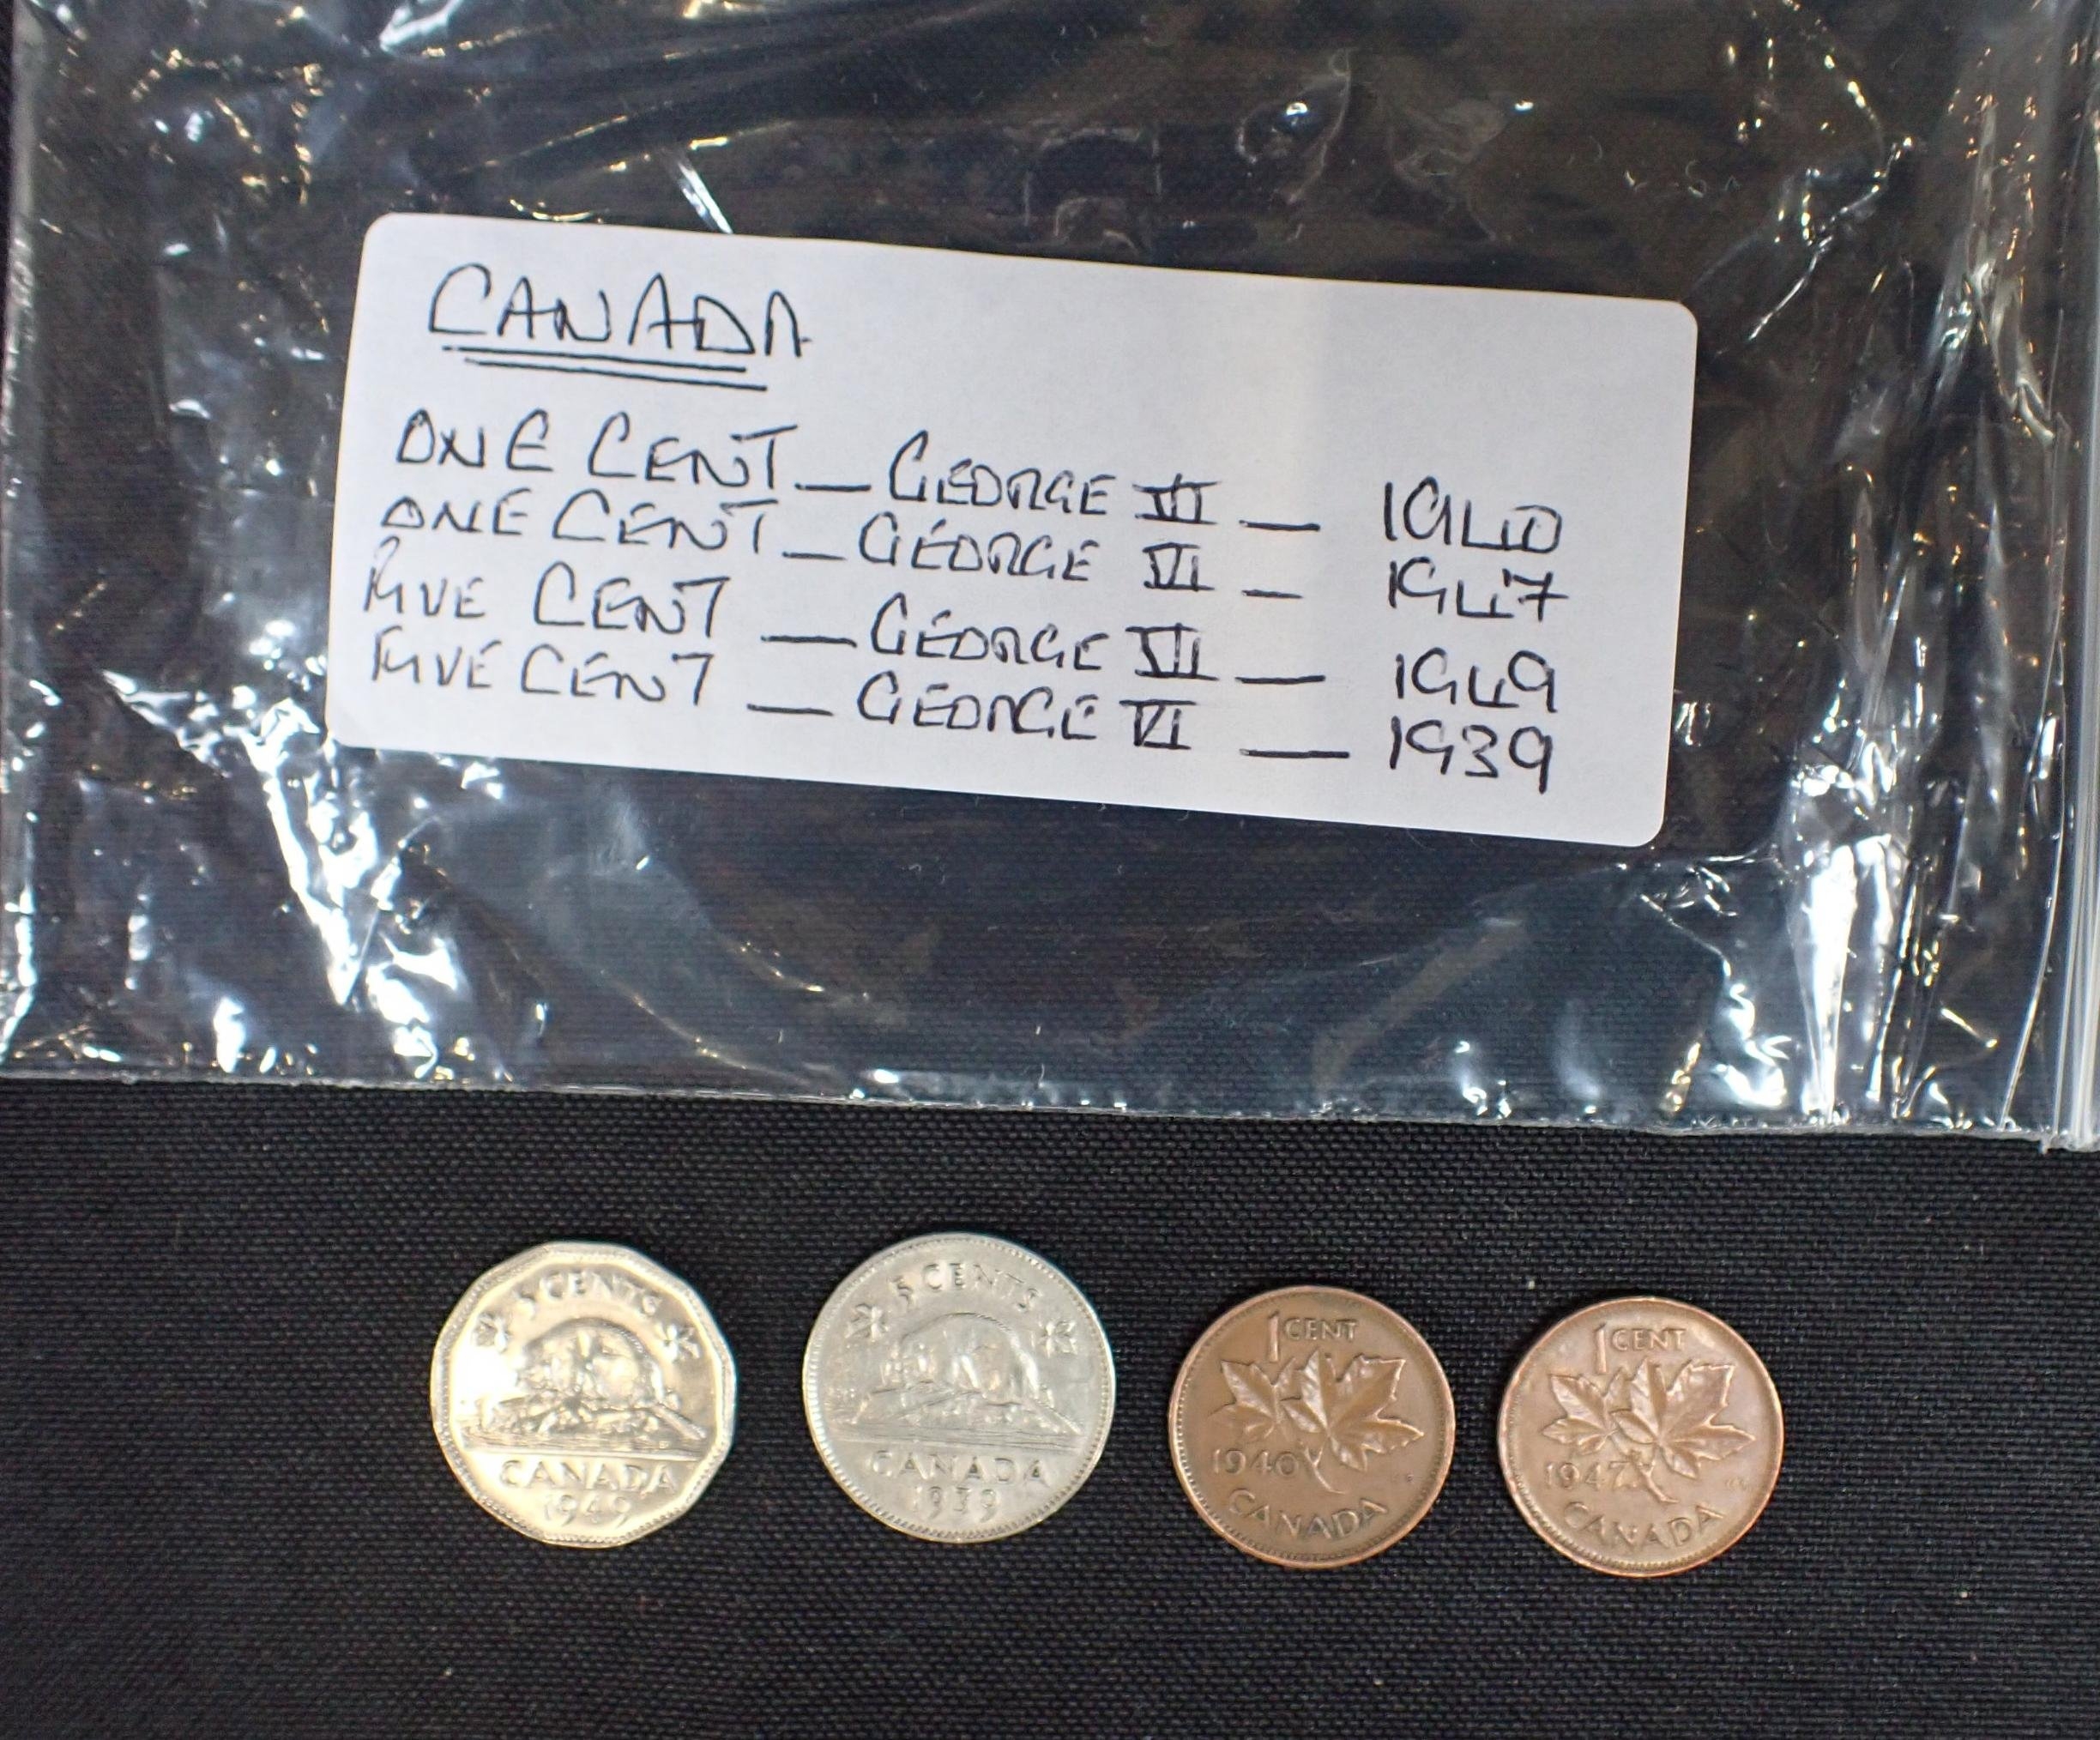 CANADA
ONE CENT — GEORGE VI — 1940
ONE CENT — GEORGE VI — 1947
FIVE CENT — GEORGE VI — 1949
FIVE CENT — GEORGE VI — 1939
5 CENTS
CANADA
1949
5 CENTS
CANADA
1939
1 CENT
1940
CANADA
1 CENT
1947
CANADA